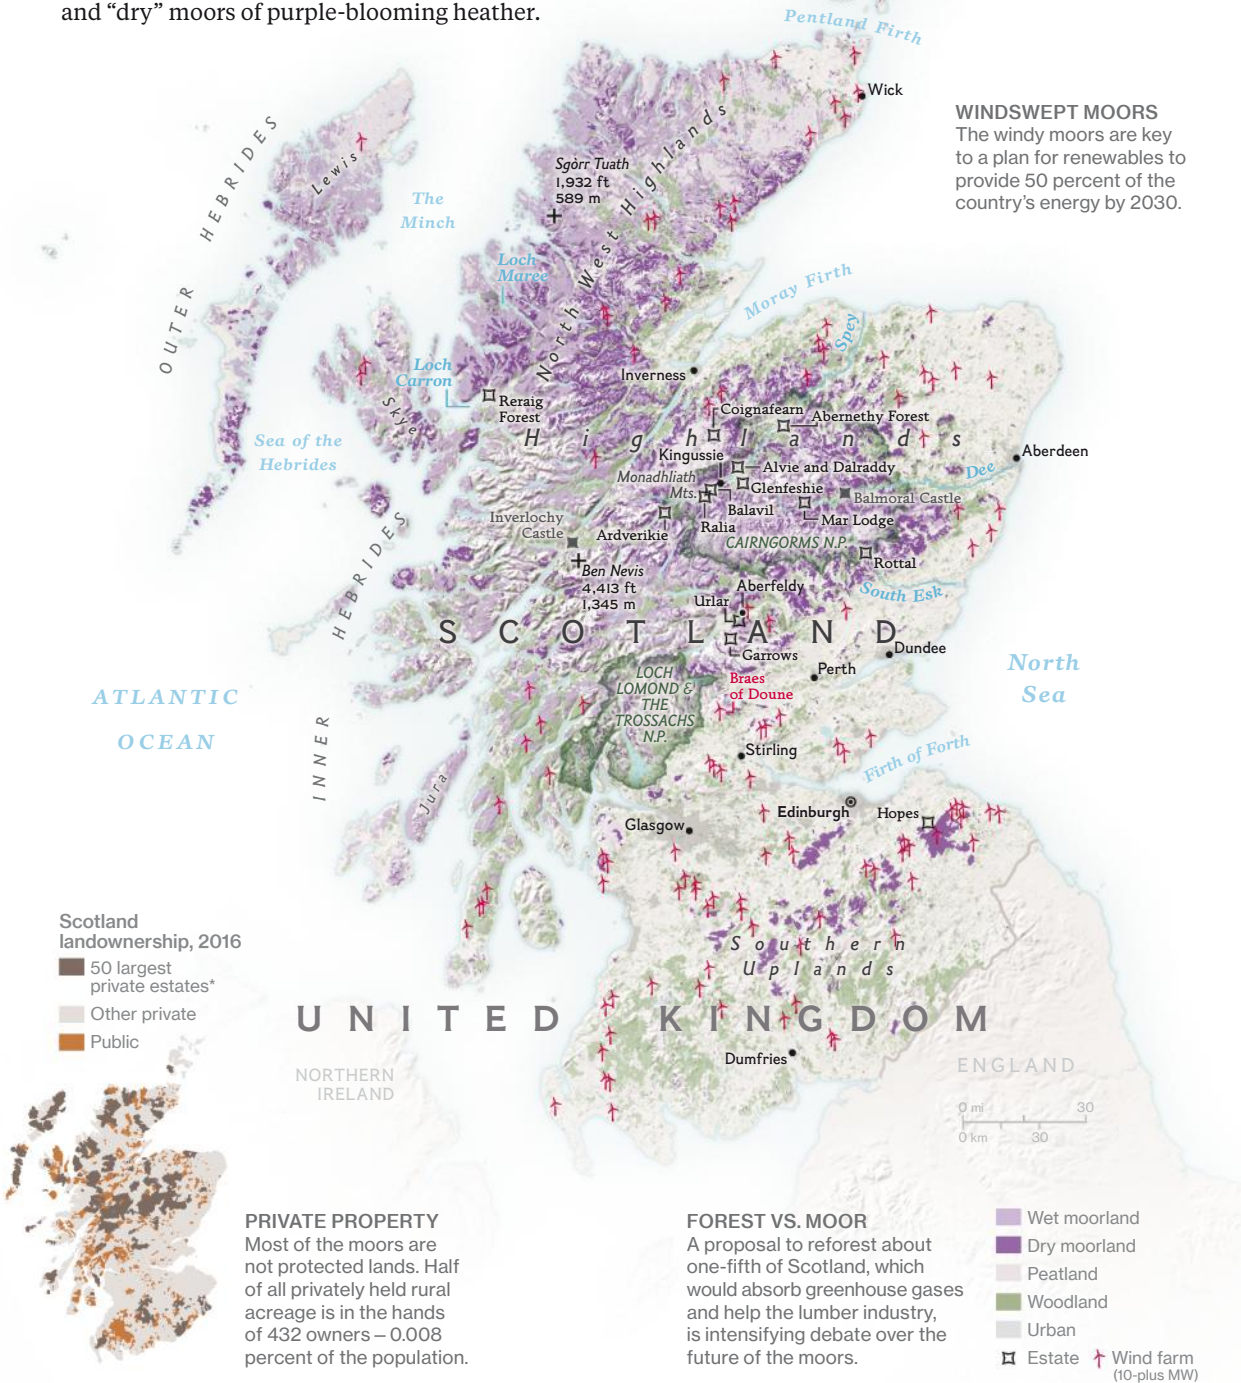 and “dry” moors of purple-blooming heather.
Pentland Firth
Wick
WINDSWEPT MOORS
The windy moors are key
to a plan for renewables to
provide 50 percent of the
country’s energy by 2030.
OUTER HEBRIDES
Lewis
The
Minch
Sgòrr Tuath
1,932 ft
589 m
North West Highlands
Loch
Maree
Moray Firth
Spey
Loch
Carron
Inverness
Reraig
Forest
Skye
Coignafearn
Abernethy Forest
Highlands
Sea of the
Hebrides
Kingussie
Aberdeen
Monadhliath
Mts.
Alvie and Dalraddy
Dee
Glenfeshie
Balmoral Castle
Balavil
Mar Lodge
Ralia
Inverlochy
Castle
Ardverikie
CAIRNGORMS N.P.
Rottal
Ben Nevis
4,413 ft
1,345 m
Aberfeldy
South Esk
Urlar
INNER HEBRIDES
SCOTLAND
Garrows
Dundee
Perth
Braes
of Doune
LOCH
LOMOND &
THE
TROSSACHS
N.P.
North
Sea
ATLANTIC
OCEAN
Stirling
Firth of Forth
Jura
Edinburgh
Hopes
Glasgow
Southern
Uplands
Scotland
landownership, 2016
50 largest
private estates*
Other private
Public
UNITED KINGDOM
Dumfries
NORTHERN
IRELAND
ENGLAND
0 mi 30
0 km 30
PRIVATE PROPERTY
Most of the moors are
not protected lands. Half
of all privately held rural
acreage is in the hands
of 432 owners – 0.008
percent of the population.
FOREST VS. MOOR
A proposal to reforest about
one-fifth of Scotland, which
would absorb greenhouse gases
and help the lumber industry,
is intensifying debate over the
future of the moors.
Wet moorland
Dry moorland
Peatland
Woodland
Urban
Estate
Wind farm
(10-plus MW)